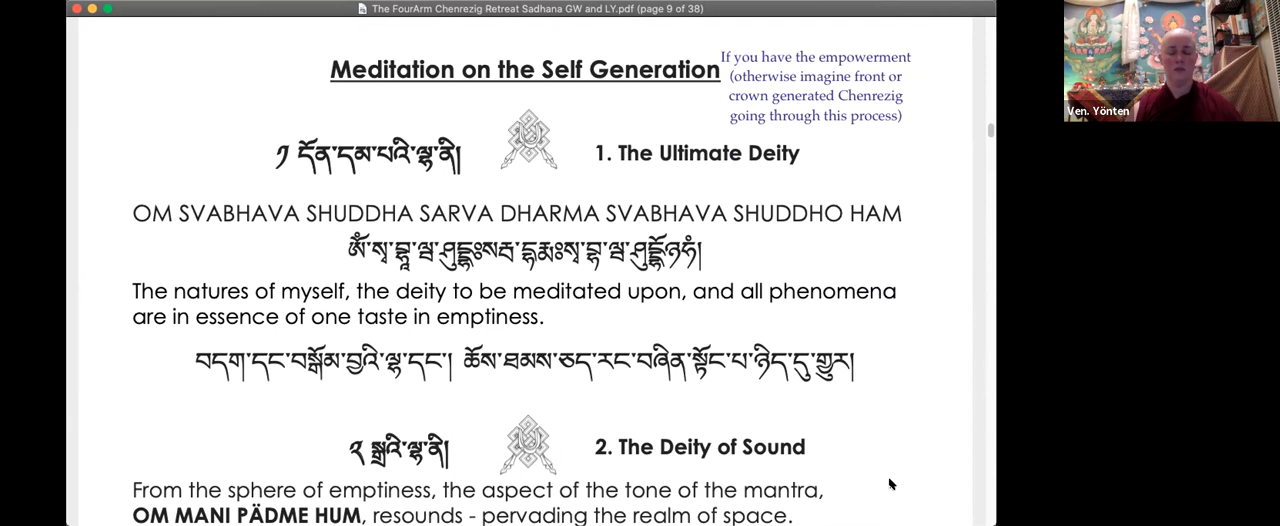 The FourArm Chenrezig Retreat Sadhana GW and LY.pdf (page 9 of 38)
Meditation on the Self Generation
If you have the empowerment
(otherwise imagine front or
crown generated Chenrezig
going through this process)
Ven. Yönten
༡ དོན་དམ་པའི་ལྷ་ནི།
1. The Ultimate Deity
OM SVABHAVA SHUDDHA SARVA DHARMA SVABHAVA SHUDDHO HAM
The natures of myself, the deity to be meditated upon, and all phenomena
are in essence of one taste in emptiness.
བདག་དང་བསྒོམ་བྱའི་ལྷ་དང་། ཆོས་ཐམས་ཅད་རང་བཞིན་སྟོང་པ་ཉིད་དུ་གྱུར།
༢ སྒྲའི་ལྷ་ནི།
2. The Deity of Sound
From the sphere of emptiness, the aspect of the tone of the mantra,
OM MANI PÄDME HUM, resounds - pervading the realm of space.